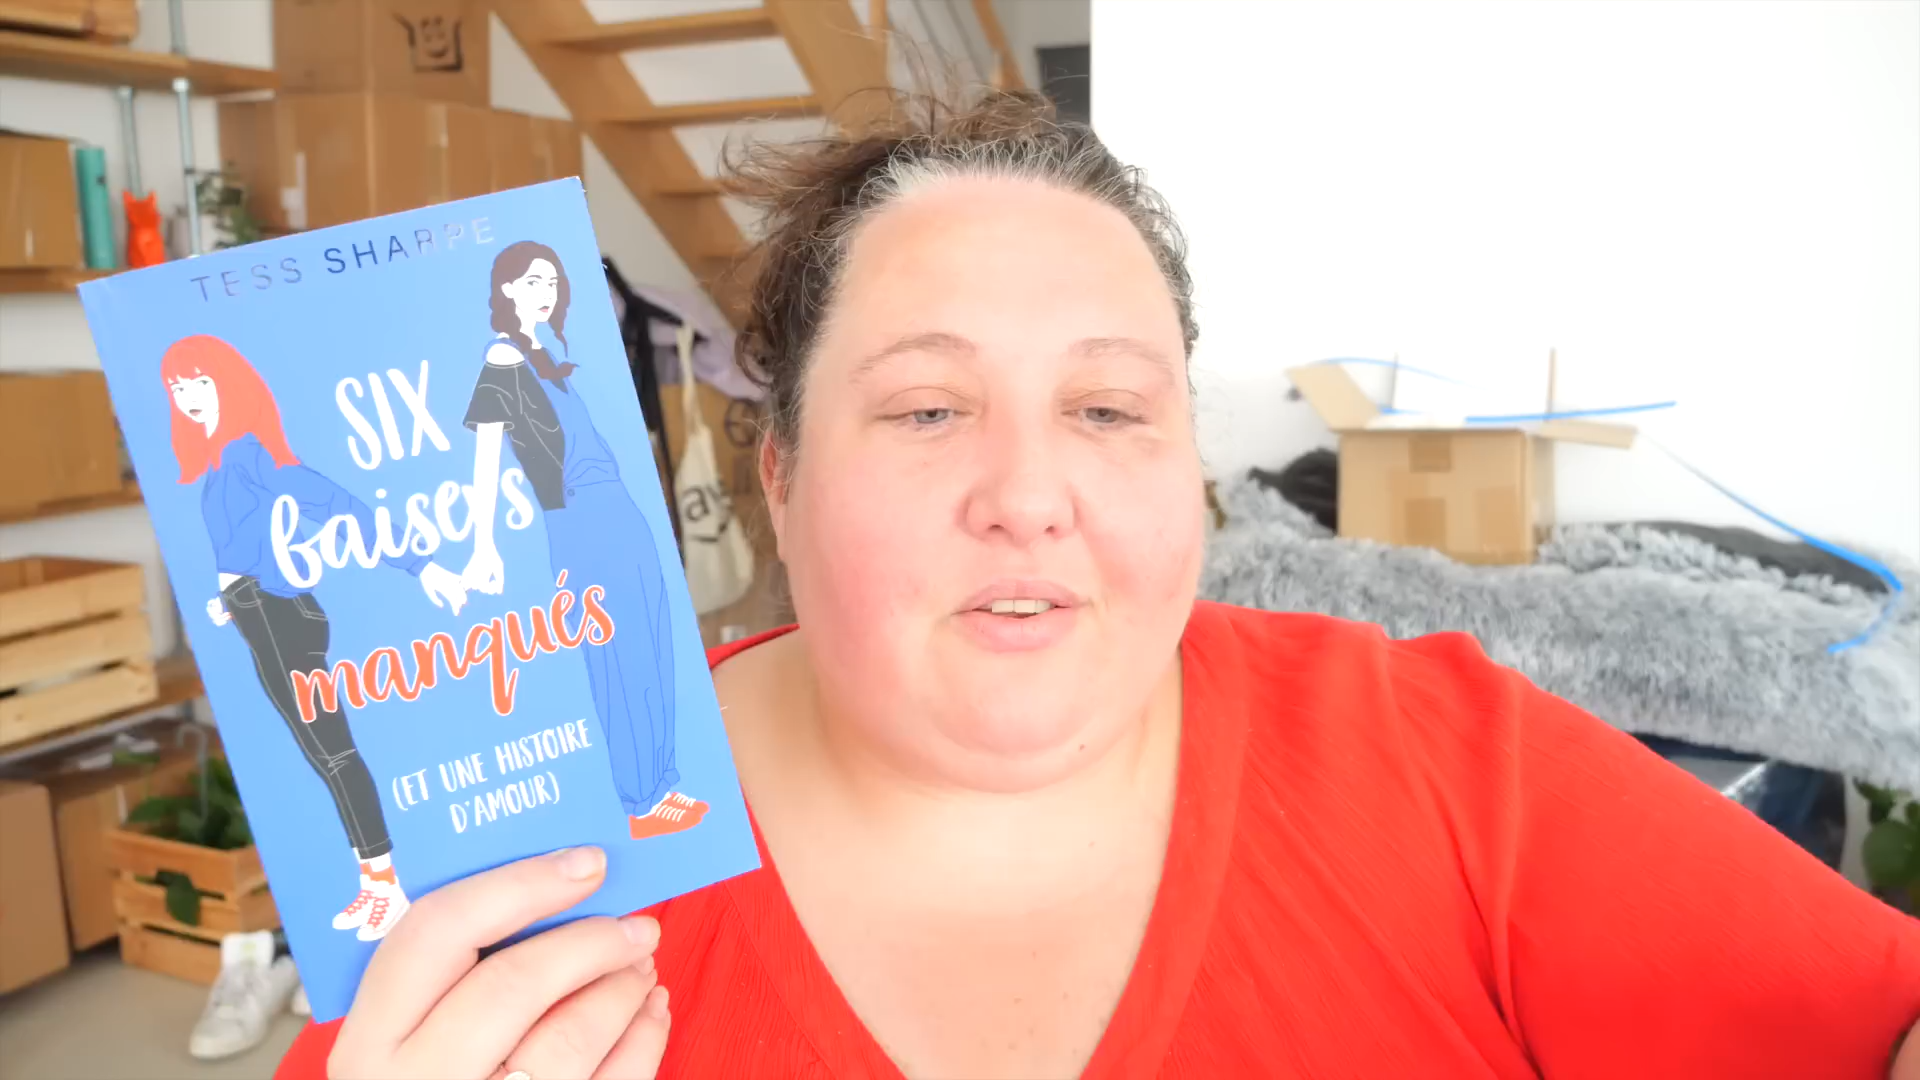 TESS SHARPE
SIX
baisers
manqués
(ET UNE HISTOIRE
D'AMOUR)